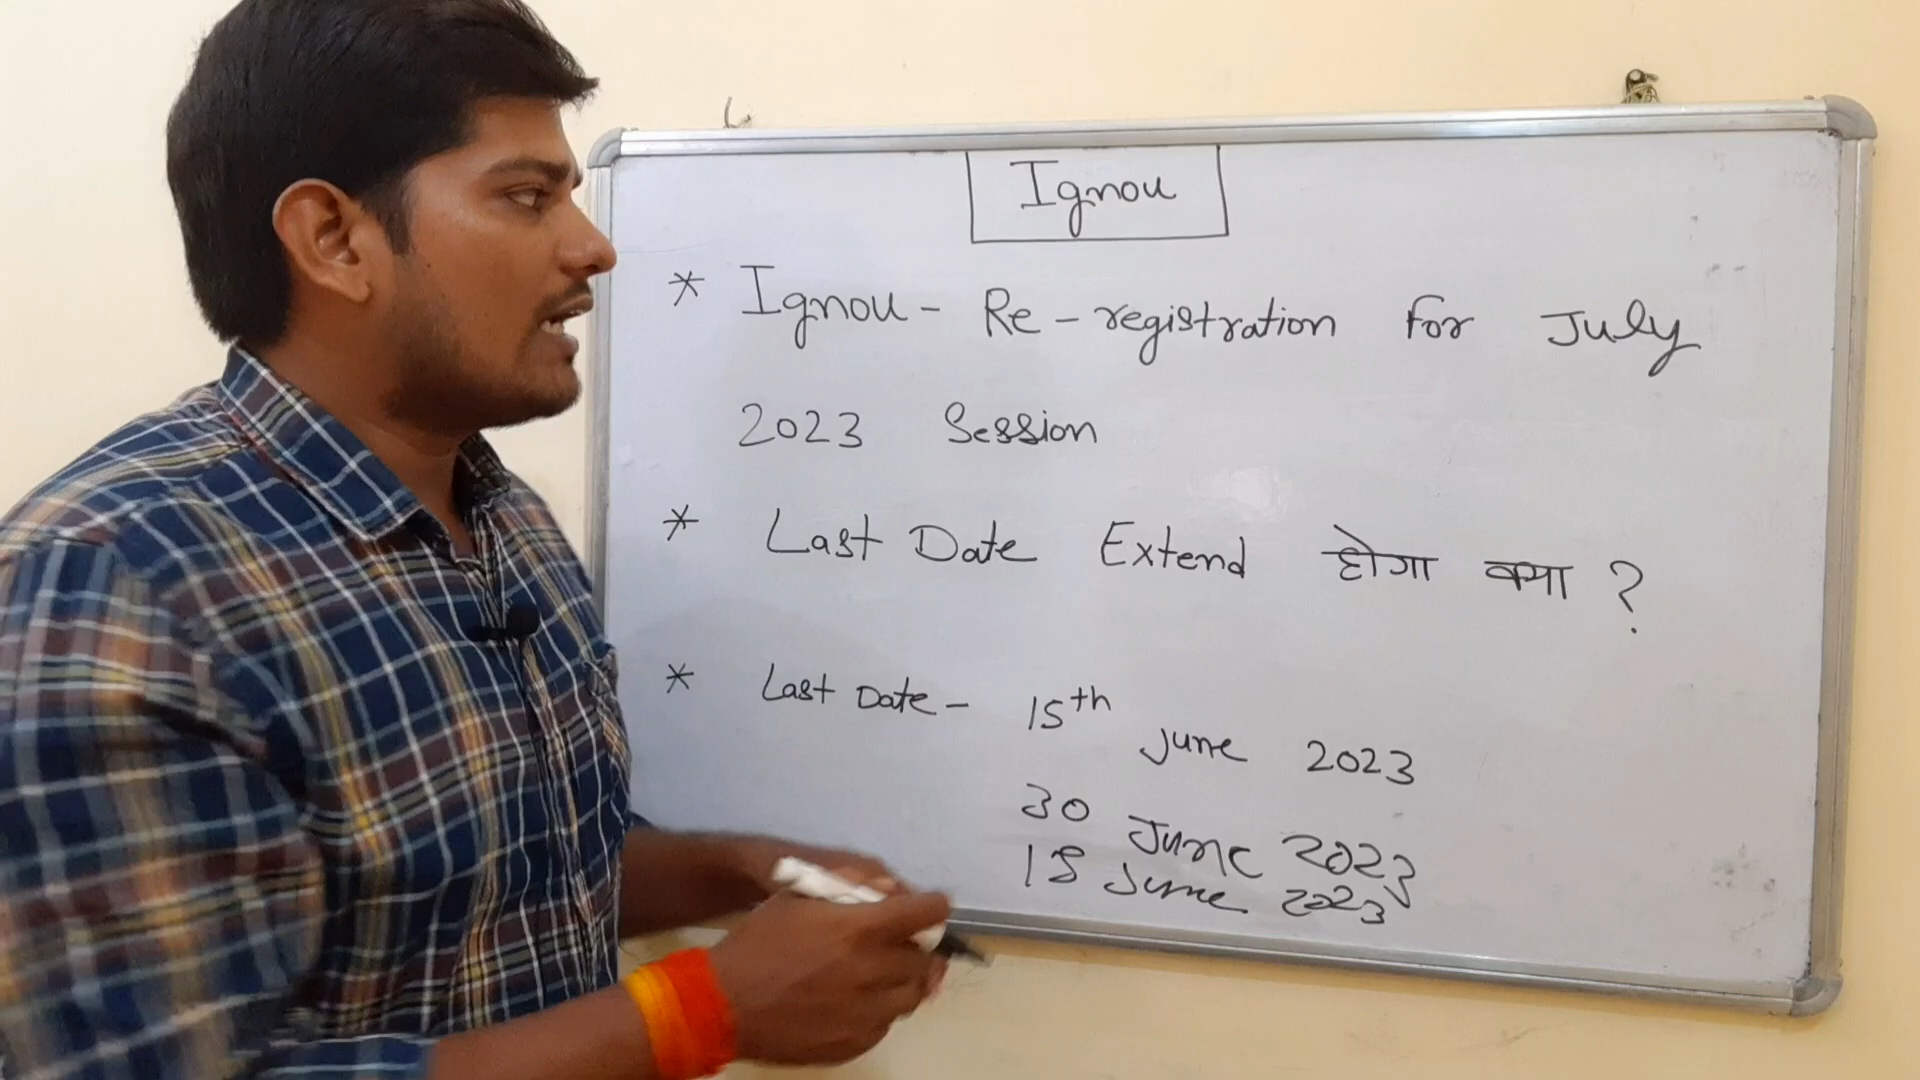 Ignou
* Ignou - Re - registration for July
2023 Session
* Last Date Extend होगा क्या ?
* Last Date - 15th June 2023
30 June 2023
15 June 2023